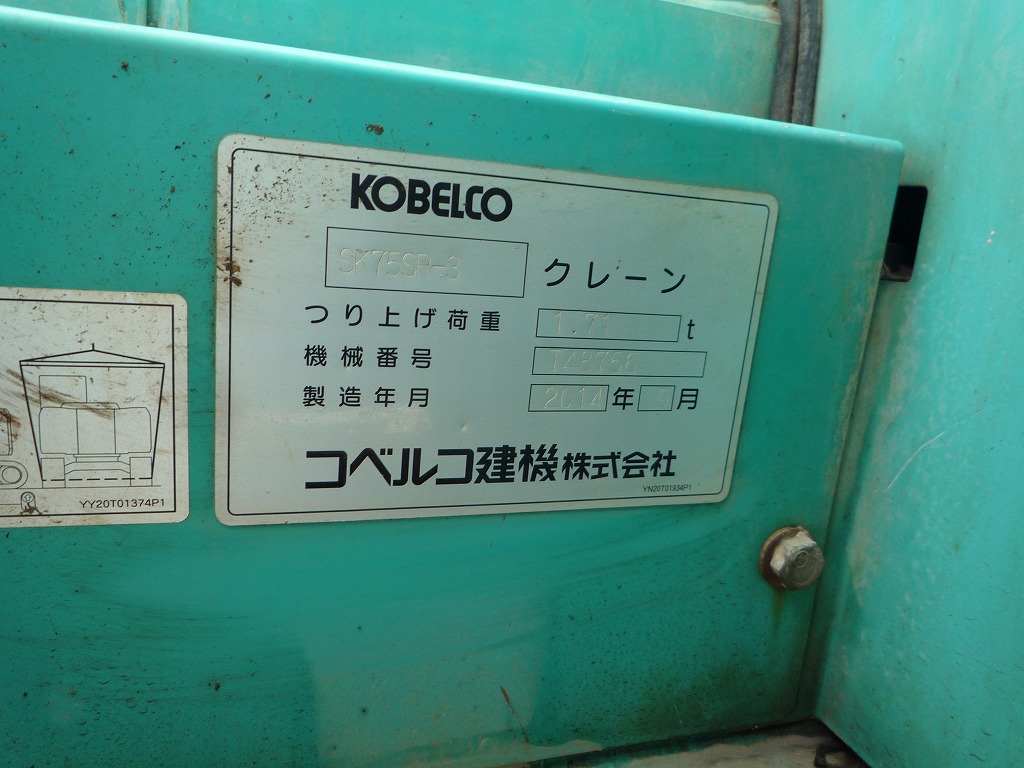 KOBELCO
SK75SR-3 クレーン
つり上げ荷重 1.71 t
機械番号 T48756
製造年月 2014 年 9 月
コベルコ建機株式会社
YN20T01934P1
YY20T01374P1